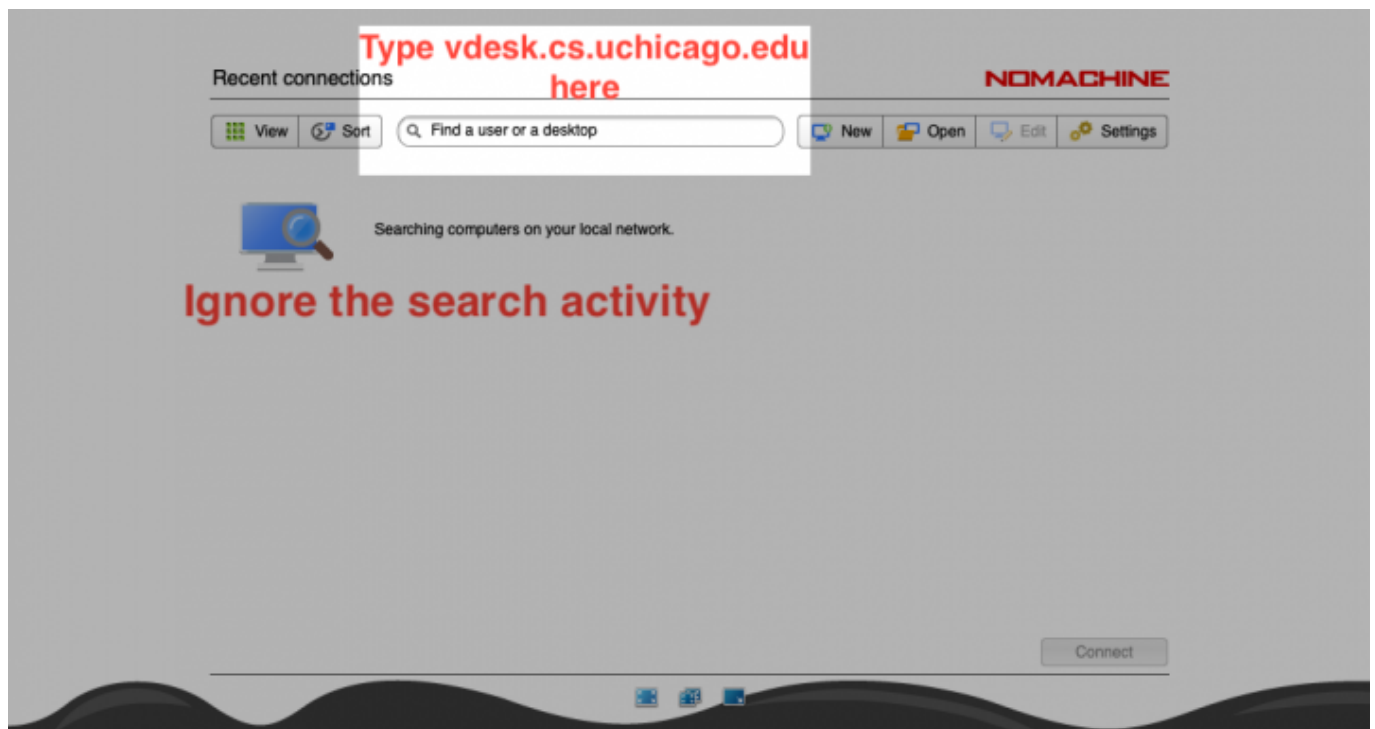 Type vdesk.cs.uchicago.edu
here
Recent connections
NOMACHINE
View
Sort
Find a user or a desktop
New
Open
Edit
Settings
Searching computers on your local network.
Ignore the search activity
Connect